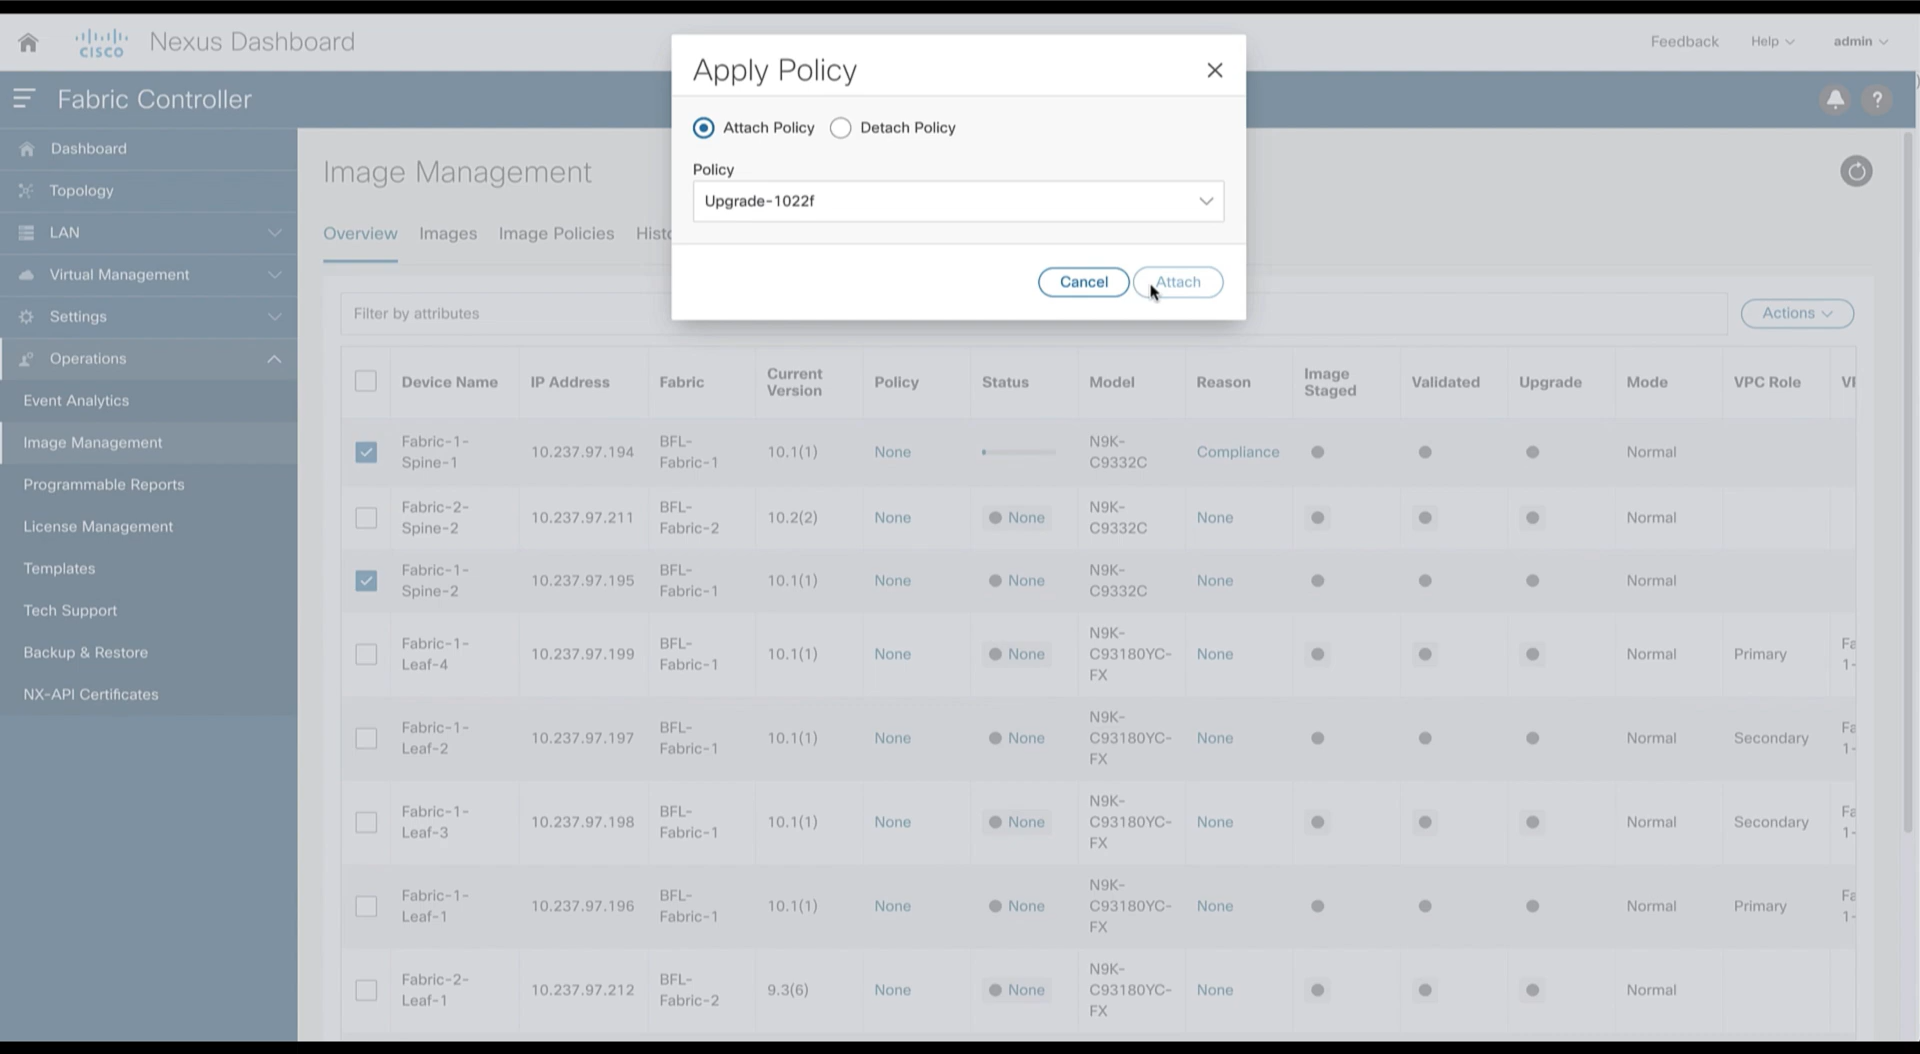 CISCO
Nexus Dashboard
Feedback
Help
admin
Fabric Controller
?
Dashboard
Topology
LAN
Virtual Management
Settings
Operations
Event Analytics
Image Management
Programmable Reports
License Management
Templates
Tech Support
Backup & Restore
NX-API Certificates
Apply Policy
Attach Policy
Detach Policy
Policy
Upgrade-1022f
Cancel
Attach
Image Management
Overview
Images
Image Policies
Filter by attributes
Actions
Device Name
IP Address
Fabric
Current
Version
Policy
Status
Model
Reason
Image
Staged
Validated
Upgrade
Mode
VPC Role
Fabric-1-
Spine-1
10.237.97.194
BFL-
Fabric-1
10.1(1)
None
N9K-
C9332C
Compliance
Normal
Fabric-2-
Spine-2
10.237.97.211
BFL-
Fabric-2
10.2(2)
None
None
N9K-
C9332C
None
Normal
Fabric-1-
Spine-2
10.237.97.195
BFL-
Fabric-1
10.1(1)
None
None
N9K-
C9332C
None
Normal
Fabric-1-
Leaf-4
10.237.97.199
BFL-
Fabric-1
10.1(1)
None
None
N9K-
C93180YC-
FX
None
Normal
Primary
Fa
1-
Fabric-1-
Leaf-2
10.237.97.197
BFL-
Fabric-1
10.1(1)
None
None
N9K-
C93180YC-
FX
None
Normal
Secondary
Fa
1-
Fabric-1-
Leaf-3
10.237.97.198
BFL-
Fabric-1
10.1(1)
None
None
N9K-
C93180YC-
FX
None
Normal
Secondary
Fa
1-
Fabric-1-
Leaf-1
10.237.97.196
BFL-
Fabric-1
10.1(1)
None
None
N9K-
C93180YC-
FX
None
Normal
Primary
Fa
1-
Fabric-2-
Leaf-1
10.237.97.212
BFL-
Fabric-2
9.3(6)
None
None
N9K-
C93180YC-
FX
None
Normal